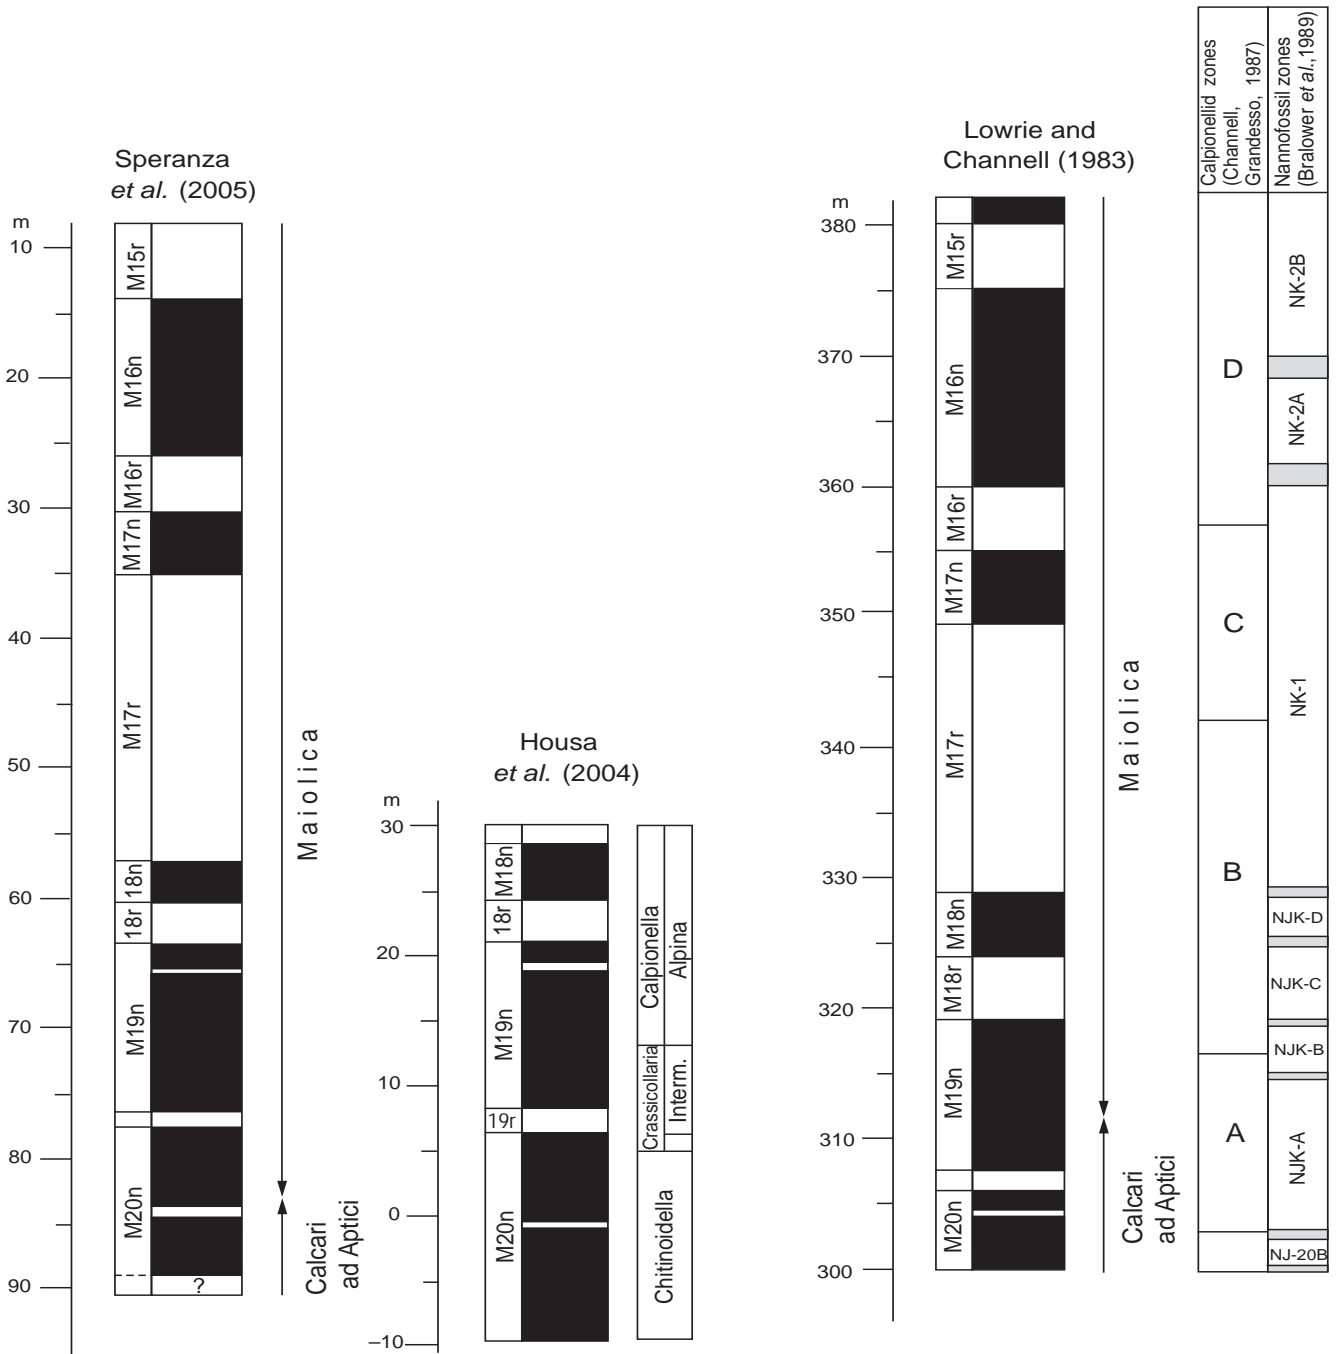 Speranza
et al. (2005)
m
10
20
30
40
50
60
70
80
90
M15r
M16n
M16r
M17n
M17r
18n
18r
M19n
M20n
?
Maiolica
Calcari
ad Aptici
Housa
et al. (2004)
m
30
20
10
0
–10
M18n
18r
M19n
19r
M20n
Calpionella
Alpina
Crassicollaria
Interm.
Chitinoidella
Lowrie and
Channell (1983)
m
380
370
360
350
340
330
320
310
300
M15r
M16n
M16r
M17n
M17r
M18n
M18r
M19n
M20n
Maiolica
Calcari
ad Aptici
Calpionellid zones
(Channell,
Grandesso, 1987)
D
C
B
A
Nannofossil zones
(Bralower et al.,1989)
NK-2B
NK-2A
NK-1
NJK-D
NJK-C
NJK-B
NJK-A
NJ-20B